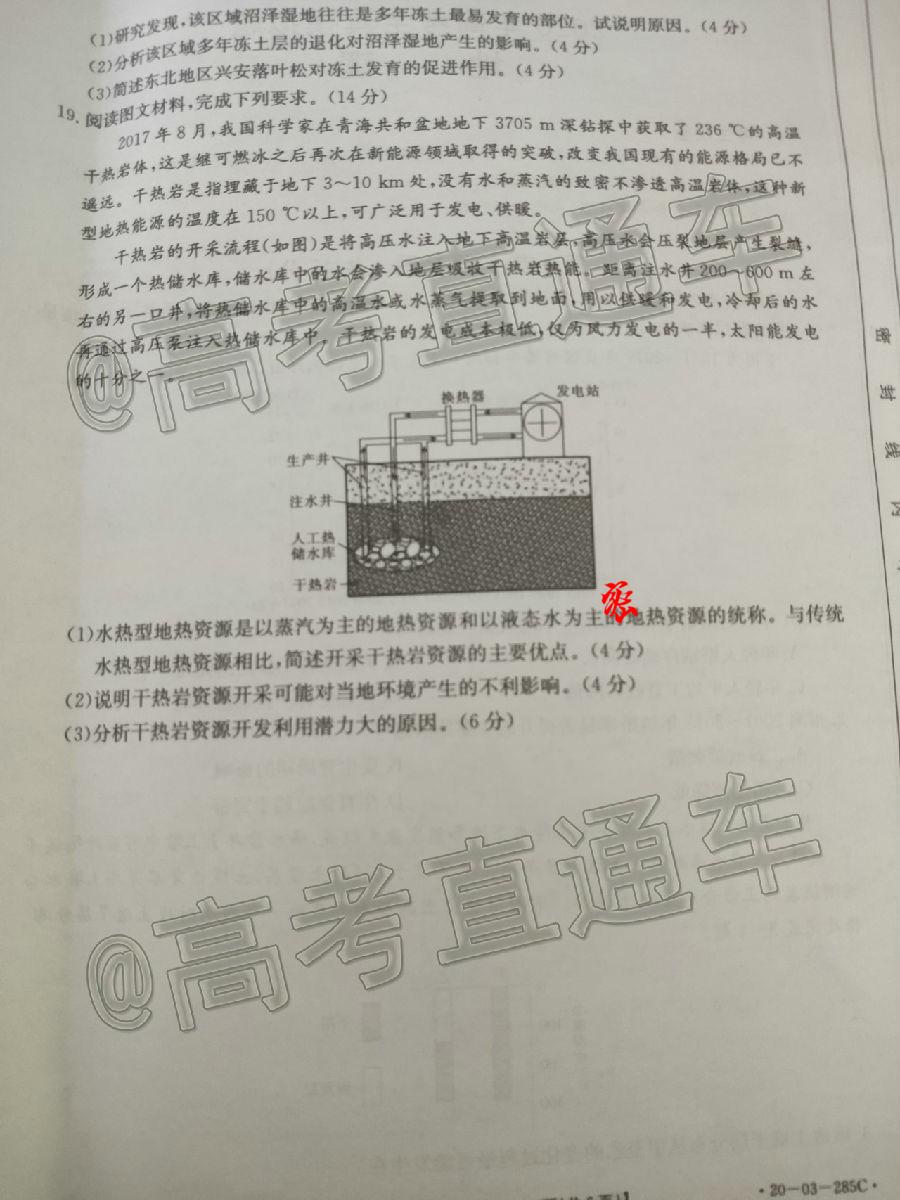 (1)研究发现,该区域沼泽湿地往往是多年冻土最易发育的部位。试说明原因。(4分)
(2)分析该区域多年冻土层的退化对沼泽湿地产生的影响。(4分)
(3)简述东北地区兴安落叶松对冻土发育的促进作用。(4分)
19.阅读图文材料,完成下列要求。(14分)
2017年8月,我国科学家在青海共和盆地地下3705 m深钻探中获取了236 ℃的高温
干热岩体,这是继可燃冰之后再次在新能源领域取得的突破,改变我国现有的能源格局已不
遥远。干热岩是指埋藏于地下3~10 km处,没有水和蒸汽的致密不渗透高温岩体,这种新
型地热能源的温度在150 ℃以上,可广泛用于发电、供暖。
干热岩的开采流程(如图)是将高压水注入地下高温岩层,高压水会压裂地层产生裂缝,
形成一个热储水库,储水库中的水会渗入地层吸收干热岩热能。距离注水井200~600 m左
右的另一口井,将热储水库中的高温水或水蒸气提取到地面,用以供暖和发电,冷却后的水
再通过高压泵注入热储水库中。干热岩的发电成本极低,仅为风力发电的一半,太阳能发电
的十分之一。
换热器
发电站
生产井
注水井
人工热
储水库
干热岩
(1)水热型地热资源是以蒸汽为主的地热资源和以液态水为主的地热资源的统称。与传统
水热型地热资源相比,简述开采干热岩资源的主要优点。(4分)
(2)说明干热岩资源开采可能对当地环境产生的不利影响。(4分)
(3)分析干热岩资源开发利用潜力大的原因。(6分)
@高考直通车
@高考直通车
密
封
线
内
·20-03-285C·